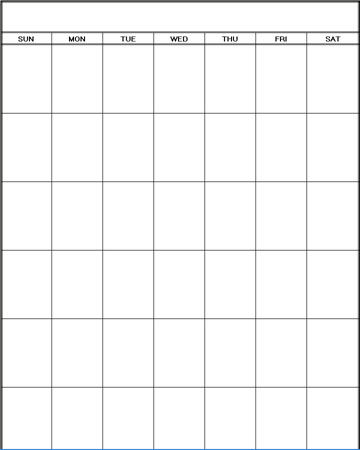 SUN MON TUE WED THU FRI SAT